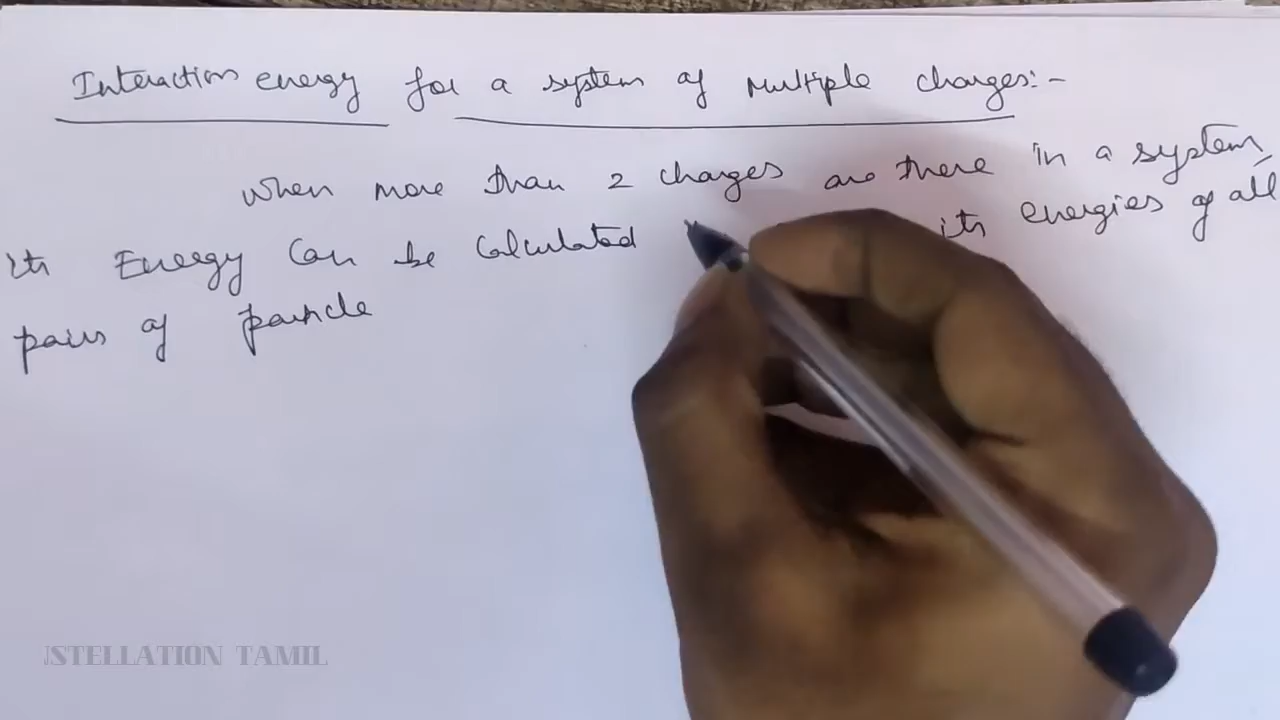 Interaction energy for a system of Multiple charges:-
when more than 2 charges are there in a system
its Energy can be calculated its energies of all
pairs of particle
STELLATION TAMIL